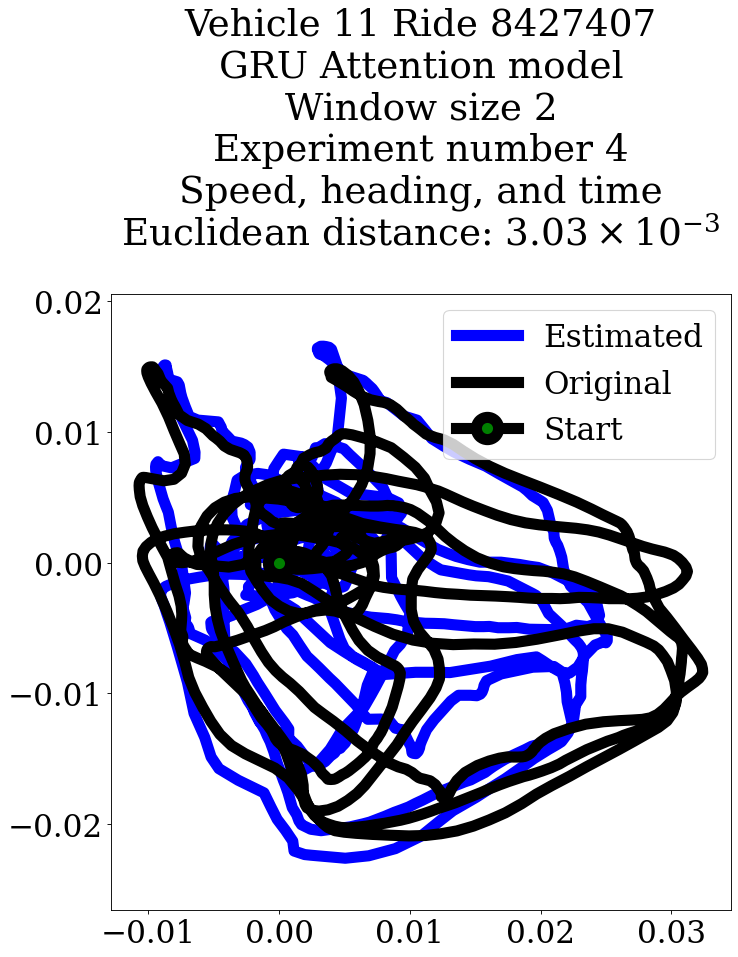 Vehicle 11 Ride 8427407
GRU Attention model
Window size 2
Experiment number 4
Speed, heading, and time
Euclidean distance: 3.03 × 10⁻³
Estimated
Original
Start
0.02
0.01
0.00
−0.01
−0.02
−0.01 0.00 0.01 0.02 0.03